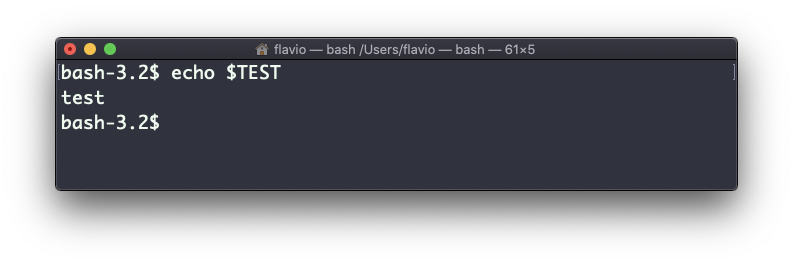 flavio — bash /Users/flavio — bash — 61×5
bash-3.2$ echo $TEST
test
bash-3.2$